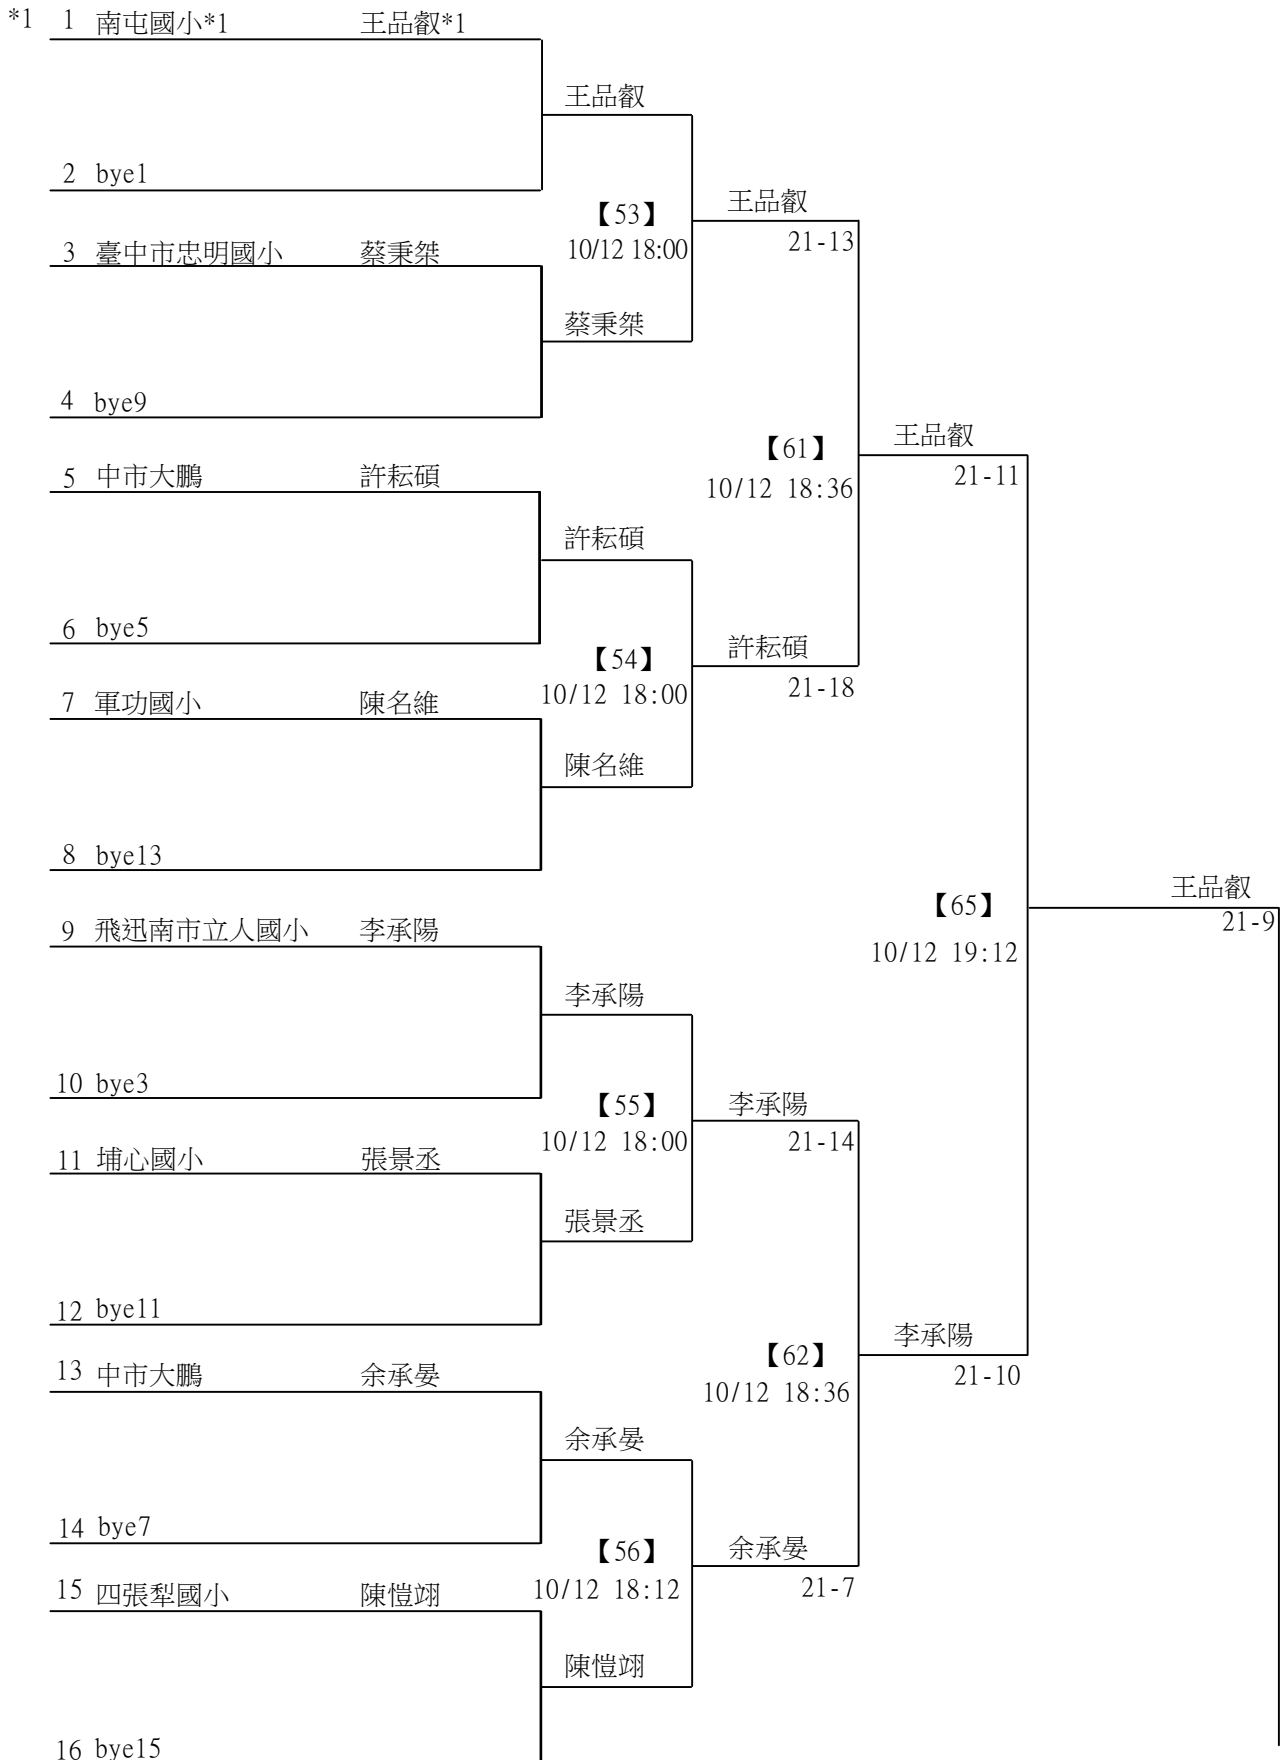 *1 1 南屯國小*1 王品叡*1
王品叡
2 bye1
【53】 王品叡
3 臺中市忠明國小 蔡秉桀 10/12 18:00 21-13
蔡秉桀
4 bye9
【61】 王品叡
5 中市大鵬 許耘碩 10/12 18:36 21-11
許耘碩
6 bye5
【54】 許耘碩
7 軍功國小 陳名維 10/12 18:00 21-18
陳名維
8 bye13
【65】 王品叡
9 飛迅南市立人國小 李承陽 10/12 19:12 21-9
李承陽
10 bye3
【55】 李承陽
11 埔心國小 張景丞 10/12 18:00 21-14
張景丞
12 bye11
【62】 李承陽
13 中市大鵬 余承晏 10/12 18:36 21-10
余承晏
14 bye7
【56】 余承晏
15 四張犁國小 陳愷翊 10/12 18:12 21-7
陳愷翊
16 bye15